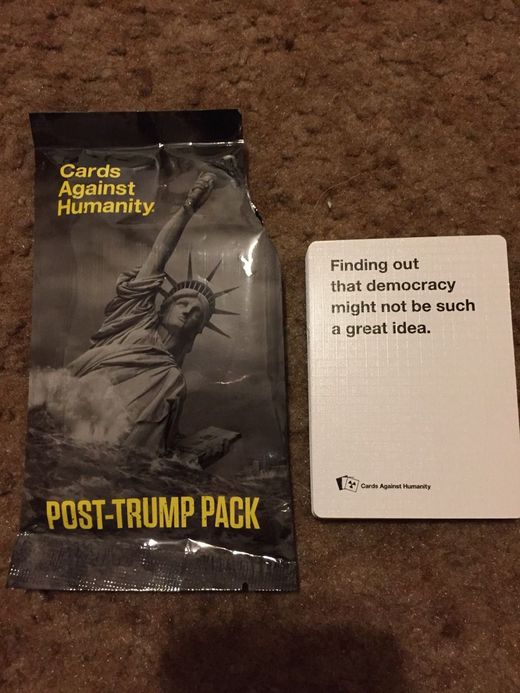 Cards
Against
Humanity.
POST-TRUMP PACK
Finding out
that democracy
might not be such
a great idea.
Cards Against Humanity